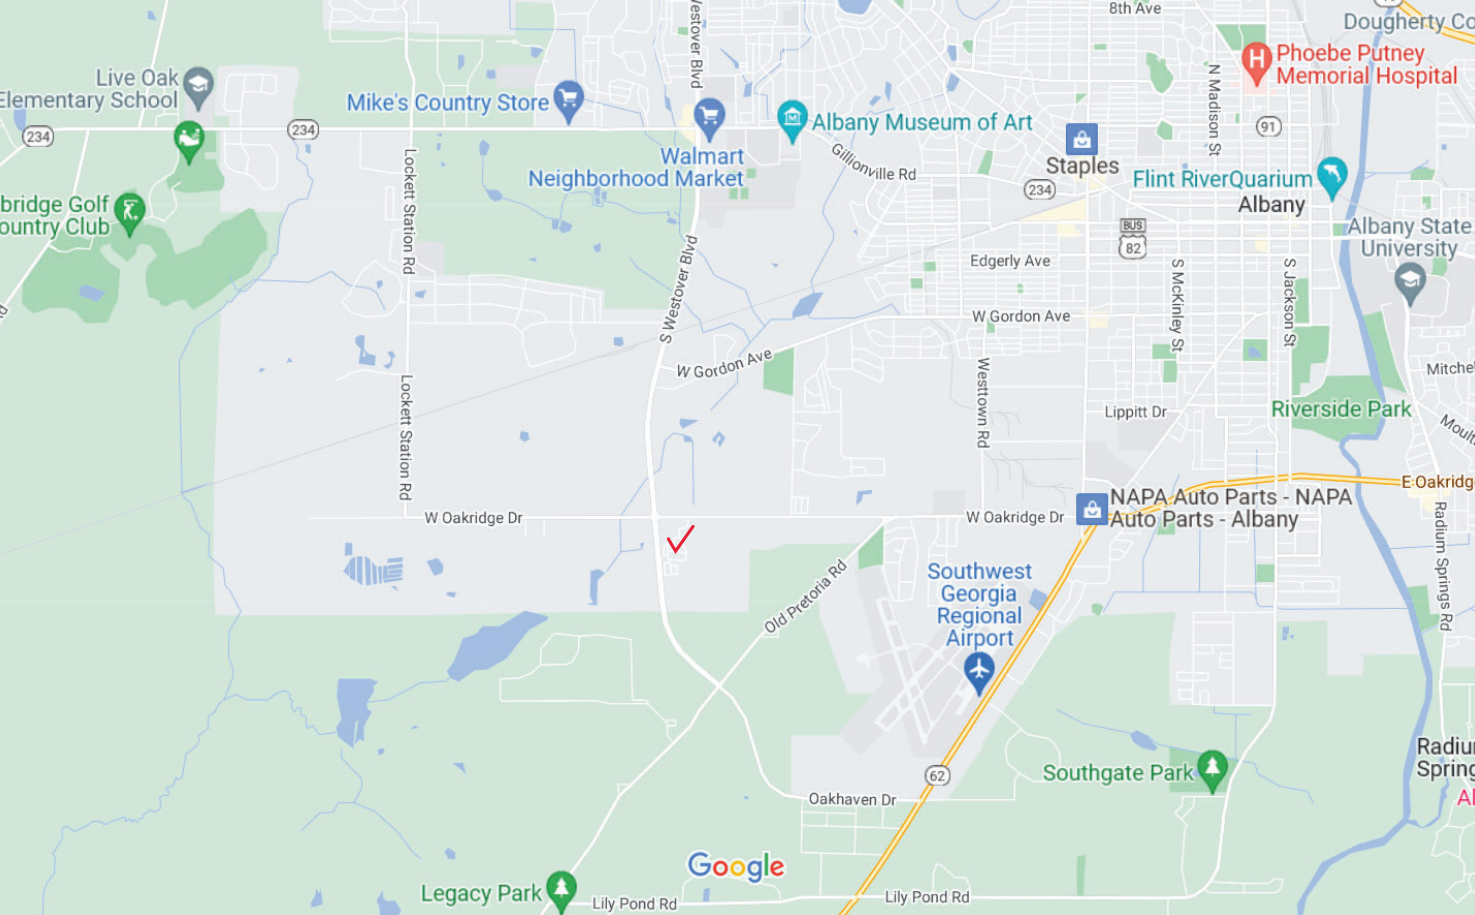 8th Ave
Dougherty Co
Westover Blvd
Phoebe Putney
Memorial Hospital
Live Oak
Elementary School
Mike's Country Store
N Madison St
234
234
91
Albany Museum of Art
Walmart
Neighborhood Market
Gillionville Rd
Staples
234
Flint RiverQuarium
Albany
Lockett Station Rd
bridge Golf
ountry Club
BUS
82
Albany State
University
S Westover Blvd
Edgerly Ave
S McKinley St
S Jackson St
W Gordon Ave
W Gordon Ave
Westtown Rd
Mitche
Lockett Station Rd
Lippitt Dr
Riverside Park
Moult
E Oakridg
NAPA Auto Parts - NAPA
Auto Parts - Albany
W Oakridge Dr
W Oakridge Dr
Radium Springs Rd
Old Pretoria Rd
Southwest
Georgia
Regional
Airport
Radiu
Spring
Al
62
Southgate Park
Oakhaven Dr
Google
Legacy Park
Lily Pond Rd
Lily Pond Rd